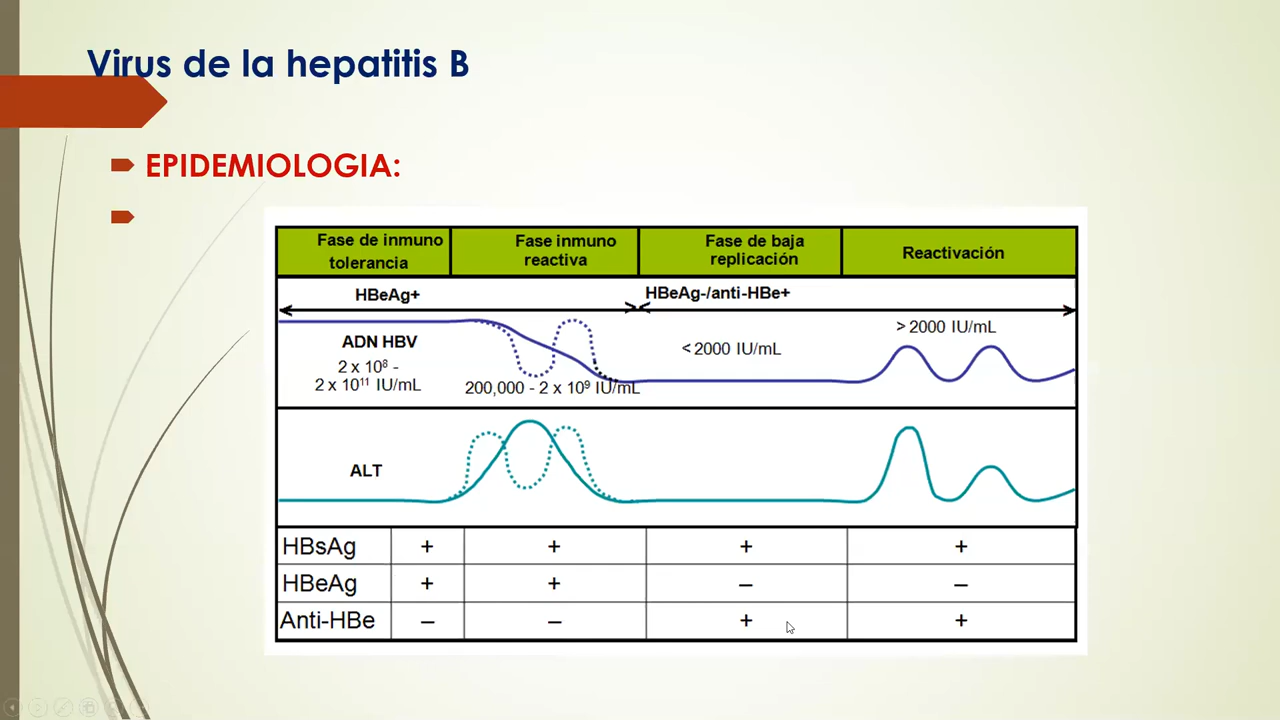 Virus de la hepatitis B
EPIDEMIOLOGIA:
Fase de inmuno tolerancia
Fase inmuno reactiva
Fase de baja replicación
Reactivación
HBeAg+
HBeAg-/anti-HBe+
ADN HBV
2 x 10⁸ -
2 x 10¹¹ IU/mL
200,000 - 2 x 10⁹ IU/mL
<2000 IU/mL
>2000 IU/mL
ALT
HBsAg + + + +
HBeAg + + – –
Anti-HBe – – + +